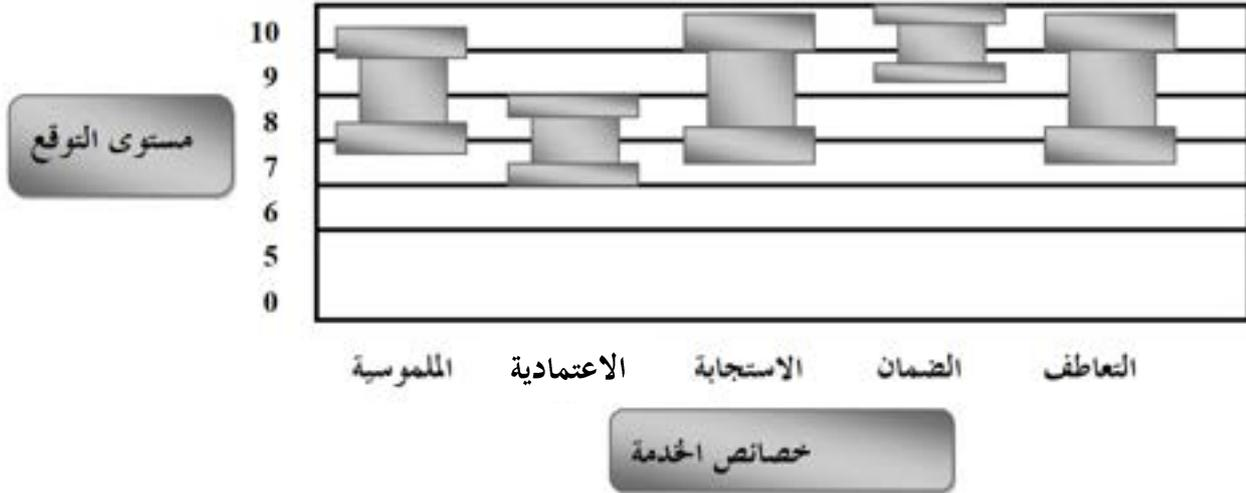 10
9
8
7
6
5
0
مستوى التوقع
الملموسية
الاعتمادية
الاستجابة
الضمان
التعاطف
خصائص الخدمة